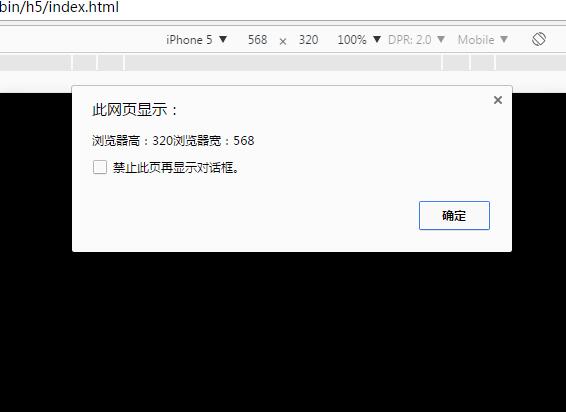 bin/h5/index.html
iPhone 5 ▼ 568 × 320 100% ▼ DPR: 2.0 ▼ Mobile ▼
此网页显示：
浏览器高：320浏览器宽：568
禁止此页再显示对话框。
确定